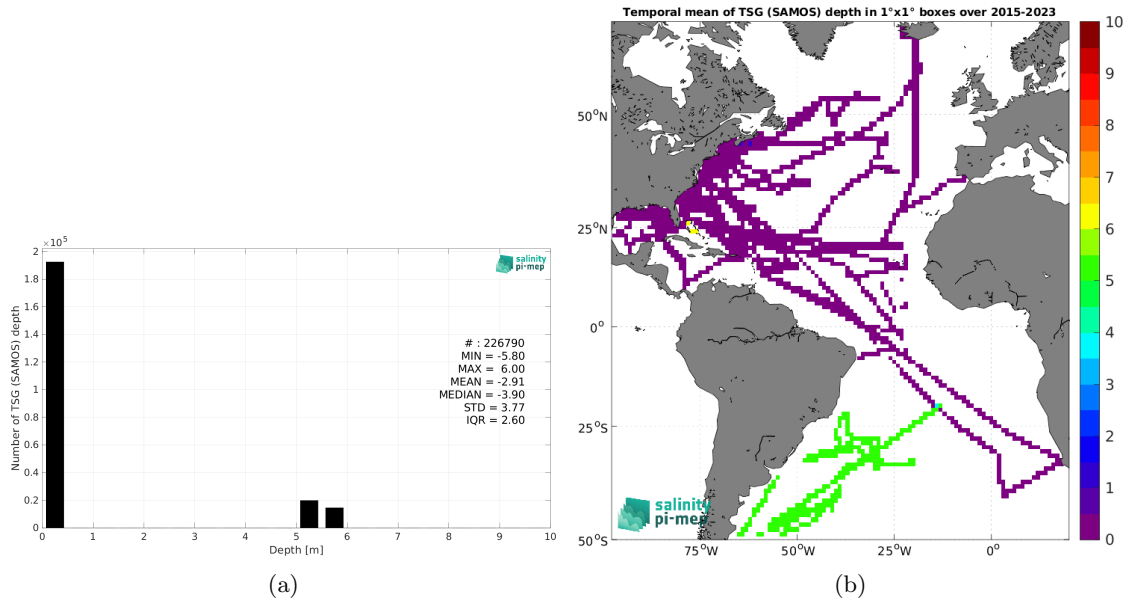 Temporal mean of TSG (SAMOS) depth in 1°x1° boxes over 2015-2023
×10⁵
2
1.8
1.6
1.4
1.2
1
0.8
0.6
0.4
0.2
0
Number of TSG (SAMOS) depth
salinity
pi-mep
# : 226790
MIN = -5.80
MAX = 6.00
MEAN = -2.91
MEDIAN = -3.90
STD = 3.77
IQR = 2.60
0 1 2 3 4 5 6 7 8 9 10
Depth [m]
(a)
50°N
25°N
0°
25°S
50°S
salinity
pi-mep
75°W 50°W 25°W 0°
10
9
8
7
6
5
4
3
2
1
0
(b)